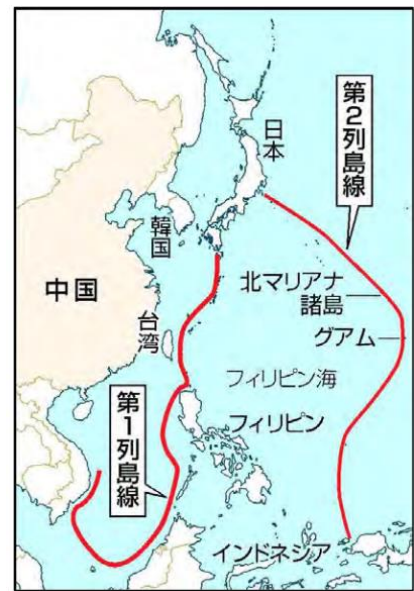 日本
第2列島線
韓国
中国
北マリアナ
諸島
台湾
グアム
フィリピン海
第1列島線
フィリピン
インドネシア